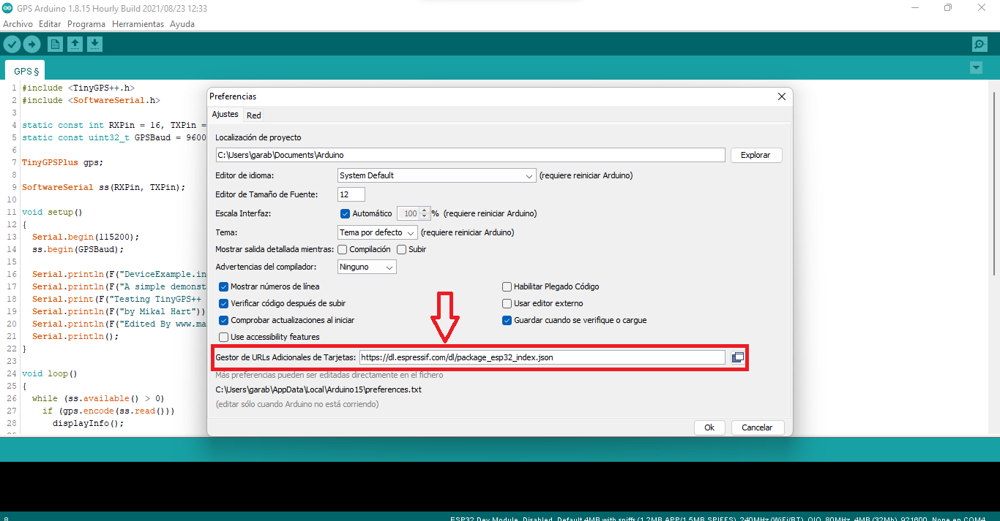 GPS Arduino 1.8.15 Hourly Build 2021/08/23 12:33
Archivo Editar Programa Herramientas Ayuda
GPS §
1 #include <TinyGPS++.h>
2 #include <SoftwareSerial.h>
3
4 static const int RXPin = 16, TXPin =
5 static const uint32_t GPSBaud = 9600
6
7 TinyGPSPlus gps;
8
9 SoftwareSerial ss(RXPin, TXPin);
10
11 void setup()
12 {
13 Serial.begin(115200);
14 ss.begin(GPSBaud);
15
16 Serial.println(F("DeviceExample.in
17 Serial.println(F("A simple demonst
18 Serial.print(F("Testing TinyGPS++
19 Serial.println(F("by Mikal Hart"))
20 Serial.println(F("Edited By www.ma
21 Serial.println();
22 }
23
24 void loop()
25 {
26 while (ss.available() > 0)
27 if (gps.encode(ss.read()))
28 displayInfo();
Preferencias
Ajustes Red
Localización de proyecto
C:\Users\garab\Documents\Arduino Explorar
Editor de idioma: System Default (requiere reiniciar Arduino)
Editor de Tamaño de Fuente: 12
Escala Interfaz: Automático 100 % (requiere reiniciar Arduino)
Tema: Tema por defecto (requiere reiniciar Arduino)
Mostrar salida detallada mientras: Compilación Subir
Advertencias del compilador: Ninguno
Mostrar números de línea Habilitar Plegado Código
Verificar código después de subir Usar editor externo
Comprobar actualizaciones al iniciar Guardar cuando se verifique o cargue
Use accessibility features
Gestor de URLs Adicionales de Tarjetas: https://dl.espressif.com/dl/package_esp32_index.json
Más preferencias pueden ser editadas directamente en el fichero
C:\Users\garab\AppData\Local\Arduino15\preferences.txt
(editar sólo cuando Arduino no está corriendo)
Ok Cancelar
8 ESP32 Dev Module, Disabled, Default 4MB with spiffs (1.2MB APP/1.5MB SPIFFS), 240MHz (WiFi/BT), QIO, 80MHz, 4MB (32Mb), 921600, None en COM4